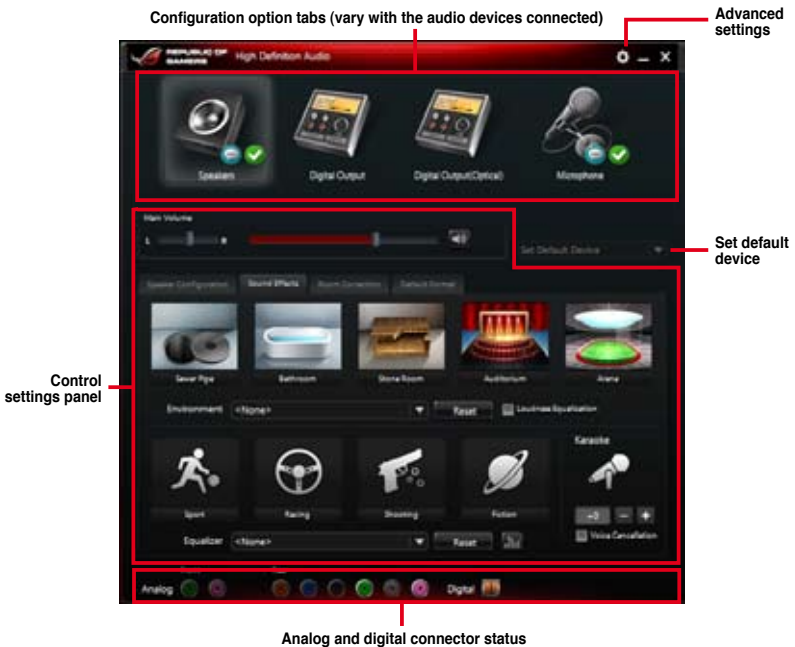 Configuration option tabs (vary with the audio devices connected)
Advanced
settings
REPUBLIC OF
GAMERS
High Definition Audio
Speakers
Digital Output
Digital Output(Optical)
Microphone
Main Volume
L
R
Set Default Device
Set default
device
Speaker Configuration
Sound Effects
Room Correction
Default Format
Control
settings panel
Sewer Pipe
Bathroom
Stone Room
Auditorium
Arena
Environment
<None>
Reset
Loudness Equalization
Karaoke
Sport
Racing
Shooting
Fiction
Equalizer
<None>
Reset
Voice Cancellation
Analog
Digital
Analog and digital connector status